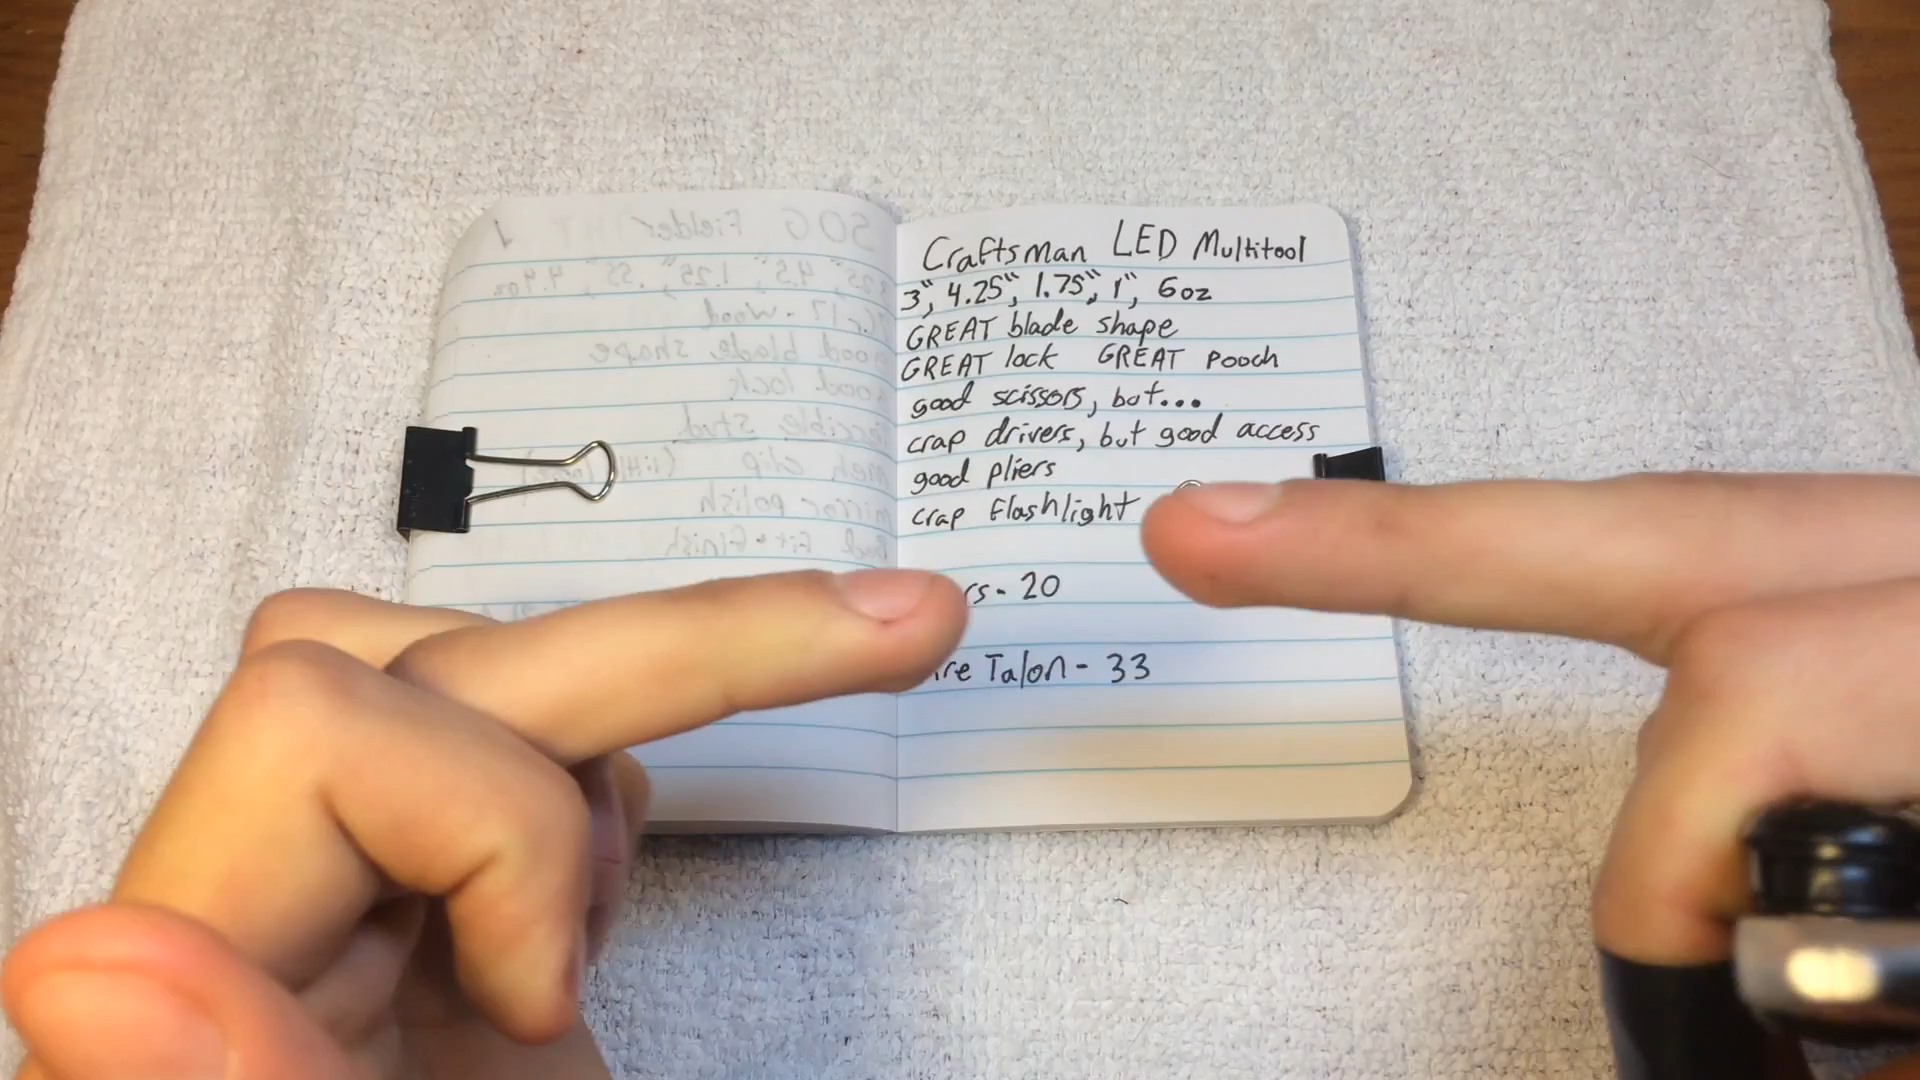 Craftsman LED Multitool
3", 4.25", 1.75", 1", 6oz
GREAT blade shape
GREAT lock GREAT pooch
good scissors, but...
crap drivers, but good access
good pliers
crap flashlight
rs - 20
ire Talon - 33